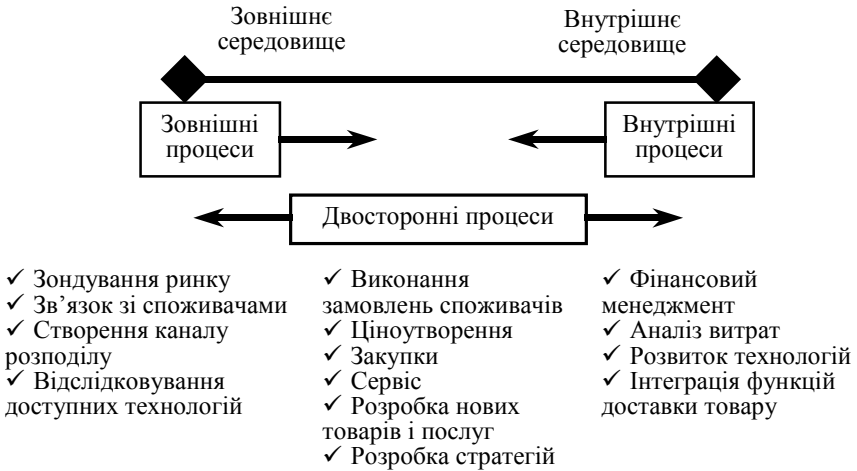 Зовнішнє
середовище
Внутрішнє
середовище
Зовнішні
процеси
Внутрішні
процеси
Двосторонні процеси
✓ Зондування ринку
✓ Зв’язок зі споживачами
✓ Створення каналу
розподілу
✓ Відслідковування
доступних технологій
✓ Виконання
замовлень споживачів
✓ Ціноутворення
✓ Закупки
✓ Сервіс
✓ Розробка нових
товарів і послуг
✓ Розробка стратегій
✓ Фінансовий
менеджмент
✓ Аналіз витрат
✓ Розвиток технологій
✓ Інтеграція функцій
доставки товару